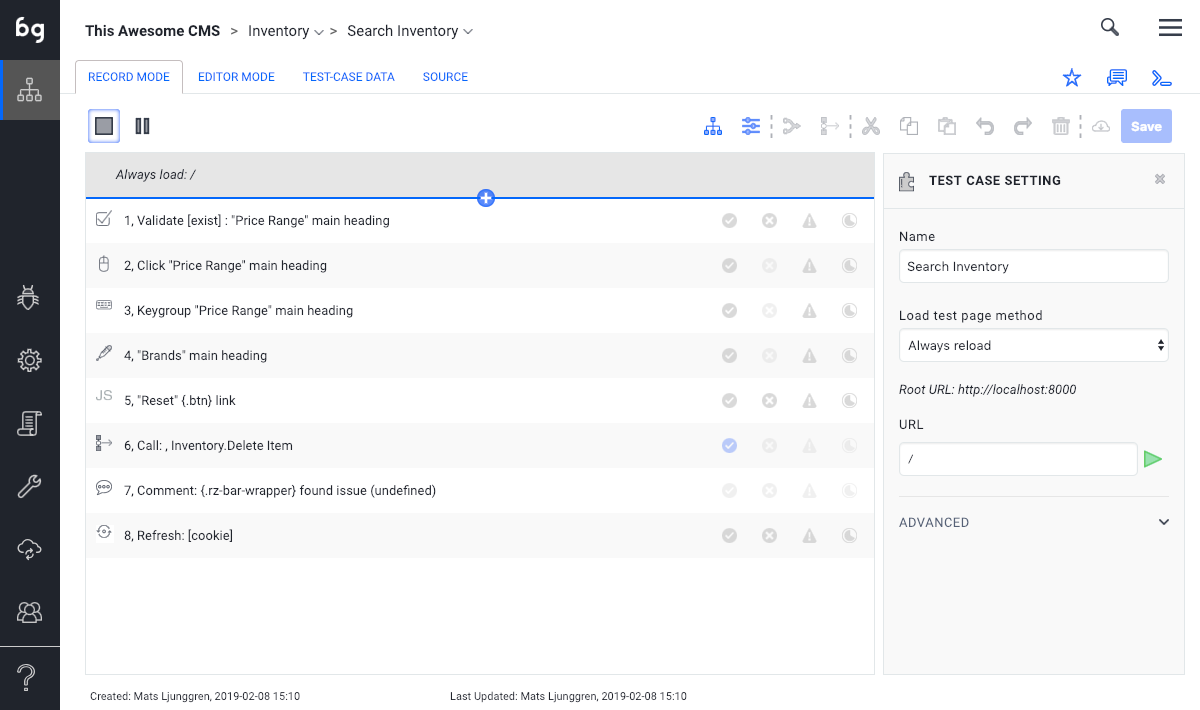 bg
This Awesome CMS > Inventory > Search Inventory
RECORD MODE EDITOR MODE TEST-CASE DATA SOURCE
Save
Always load: /
1, Validate [exist] : "Price Range" main heading
2, Click "Price Range" main heading
3, Keygroup "Price Range" main heading
4, "Brands" main heading
JS 5, "Reset" {.btn} link
6, Call: , Inventory.Delete Item
7, Comment: {.rz-bar-wrapper} found issue (undefined)
8, Refresh: [cookie]
TEST CASE SETTING
Name
Search Inventory
Load test page method
Always reload
Root URL: http://localhost:8000
URL
/
ADVANCED
Created: Mats Ljunggren, 2019-02-08 15:10
Last Updated: Mats Ljunggren, 2019-02-08 15:10